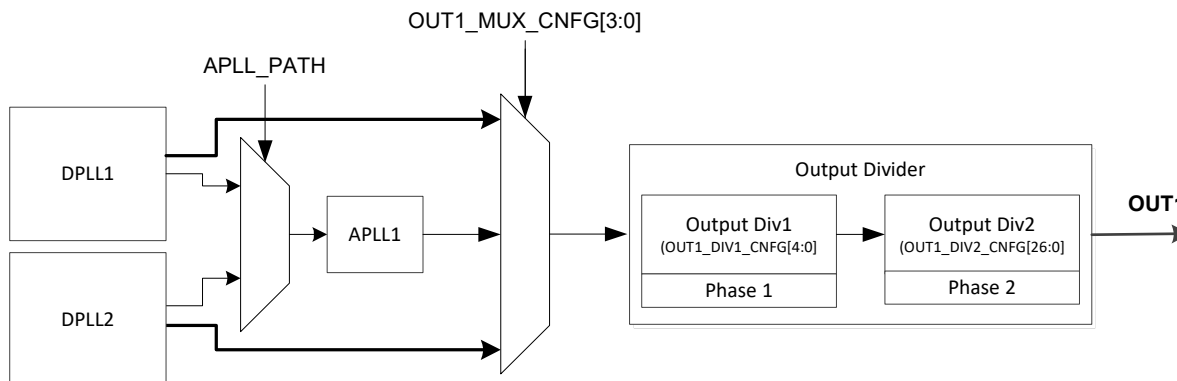 OUT1_MUX_CNFG[3:0]
APLL_PATH
DPLL1
DPLL2
APLL1
Output Divider
Output Div1
(OUT1_DIV1_CNFG[4:0]
Phase 1
Output Div2
(OUT1_DIV2_CNFG[26:0]
Phase 2
OUT1